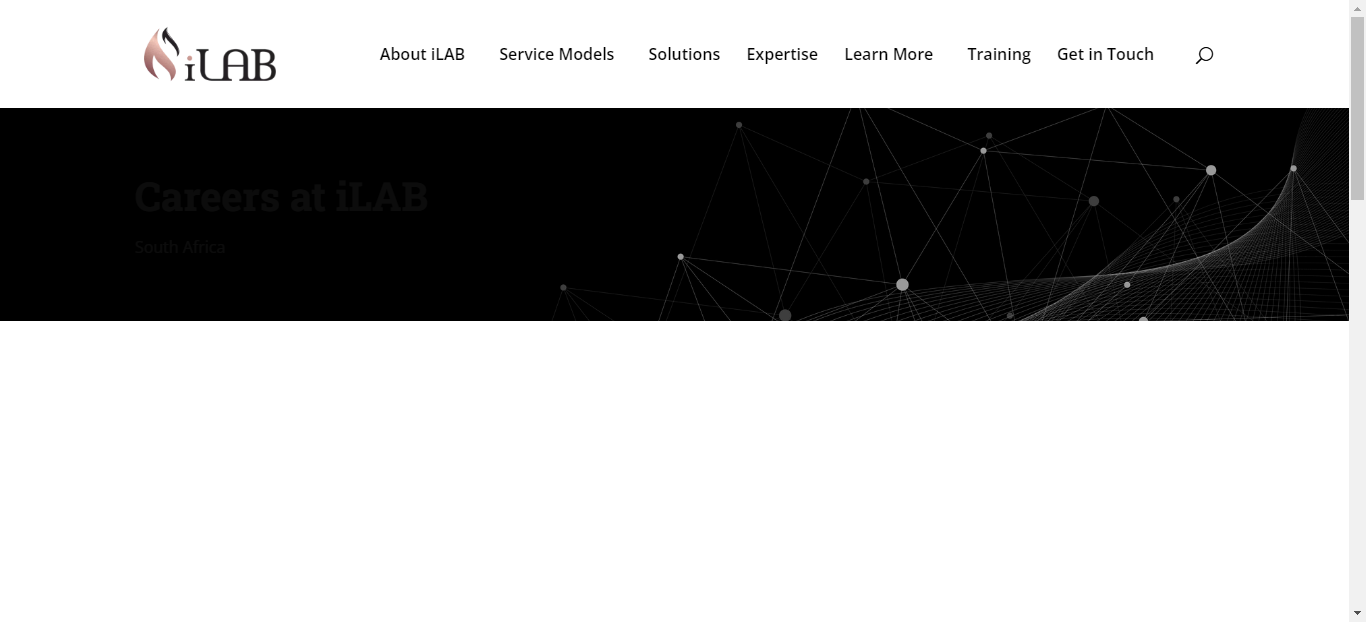 iLAB
About iLAB
Service Models
Solutions
Expertise
Learn More
Training
Get in Touch
Careers at iLAB
South Africa